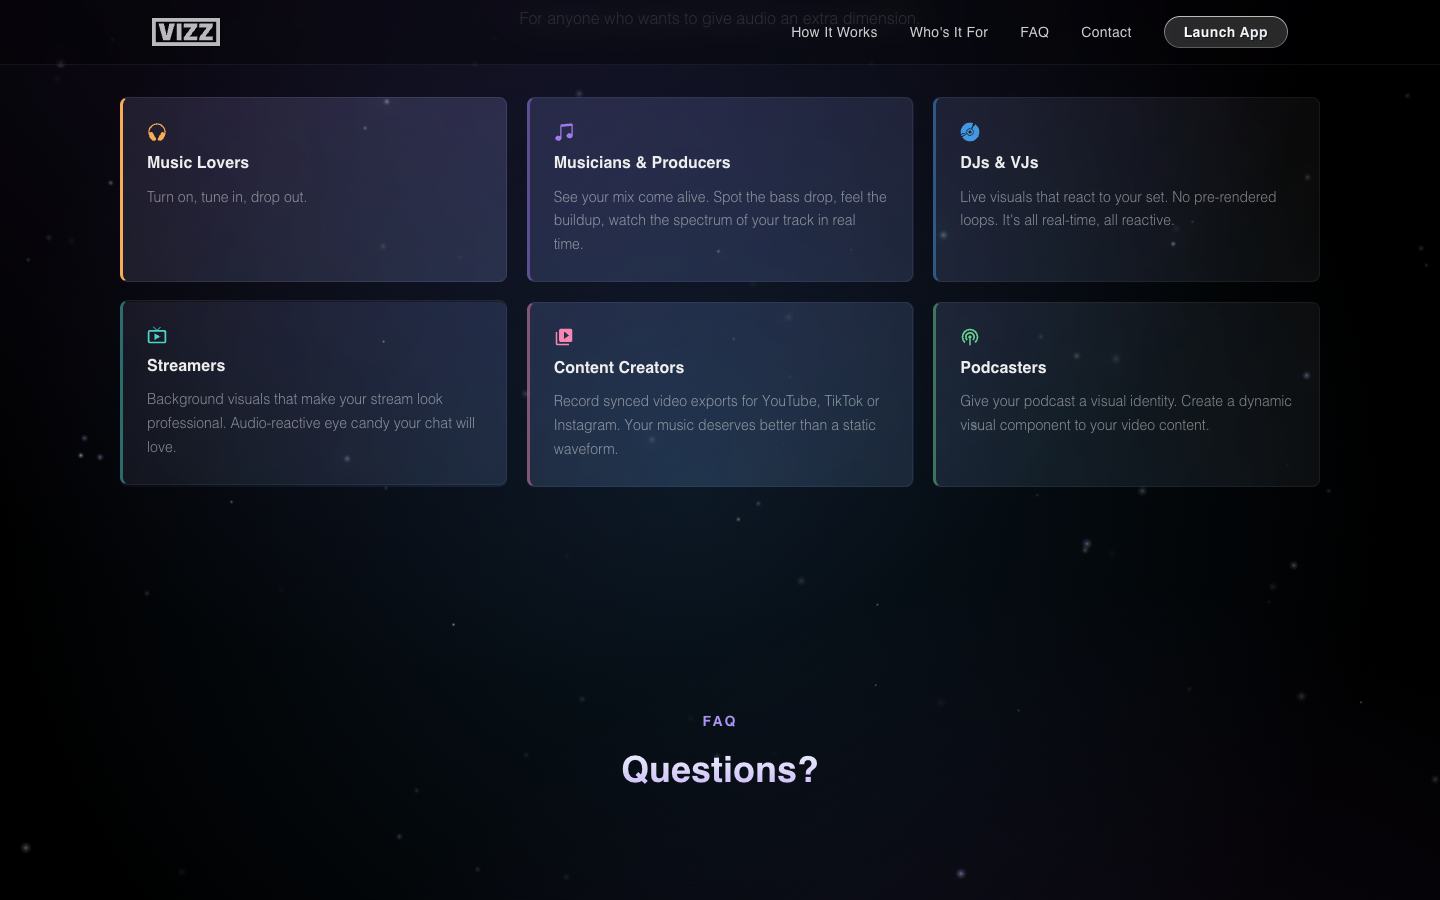 For anyone who wants to give audio an extra dimension.
VIZZ
How It Works
Who's It For
FAQ
Contact
Launch App
Music Lovers
Turn on, tune in, drop out.
Musicians & Producers
See your mix come alive. Spot the bass drop, feel the
buildup, watch the spectrum of your track in real
time.
DJs & VJs
Live visuals that react to your set. No pre-rendered
loops. It's all real-time, all reactive.
Streamers
Background visuals that make your stream look
professional. Audio-reactive eye candy your chat will
love.
Content Creators
Record synced video exports for YouTube, TikTok or
Instagram. Your music deserves better than a static
waveform.
Podcasters
Give your podcast a visual identity. Create a dynamic
visual component to your video content.
FAQ
Questions?